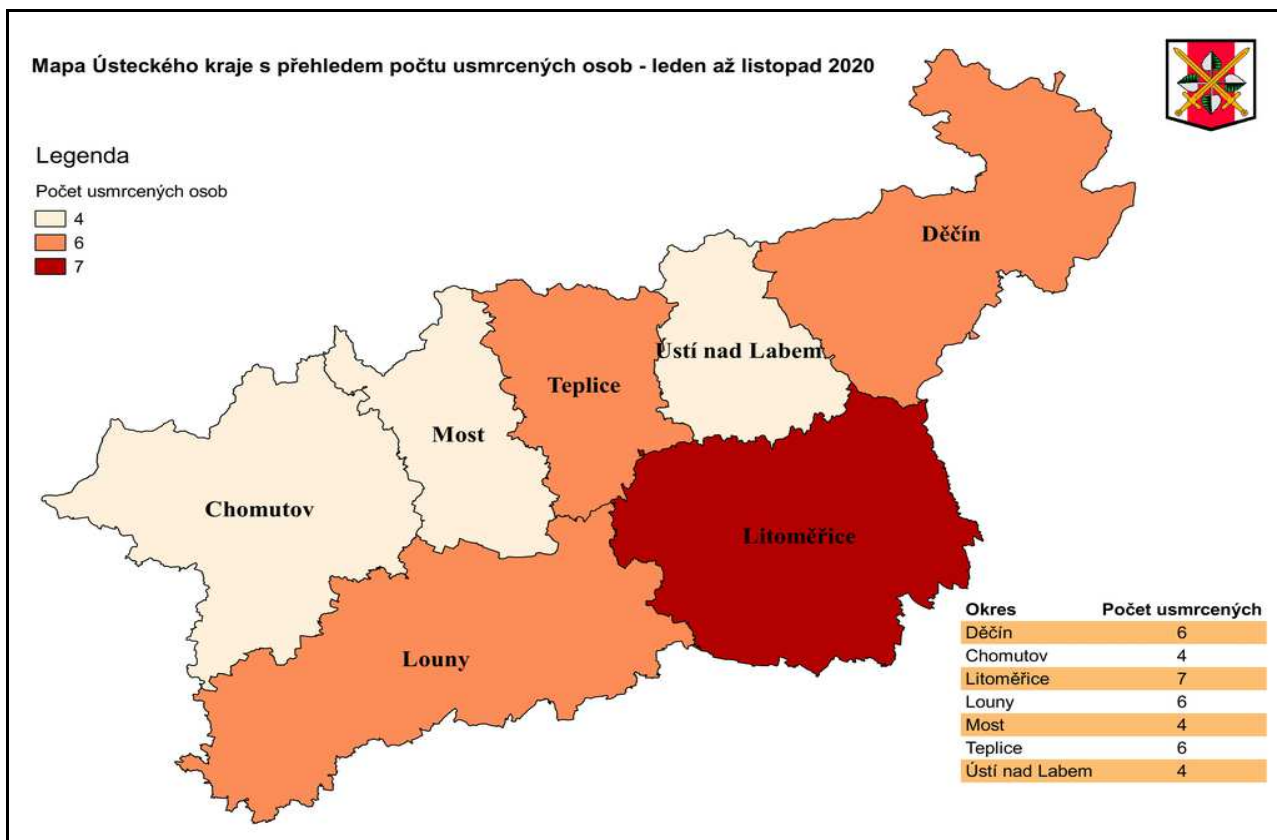 Mapa Ústeckého kraje s přehledem počtu usmrcených osob - leden až listopad 2020
Legenda
Počet usmrcených osob
4
6
7
Děčín
Ústí nad Labem
Teplice
Most
Chomutov
Litoměřice
Louny
Okres Počet usmrcených
Děčín 6
Chomutov 4
Litoměřice 7
Louny 6
Most 4
Teplice 6
Ústí nad Labem 4